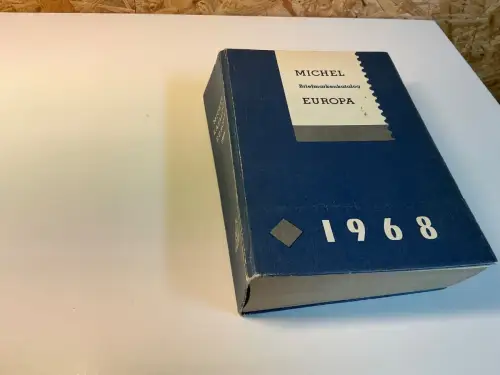 MICHEL
Briefmarkenkatalog
EUROPA
1968